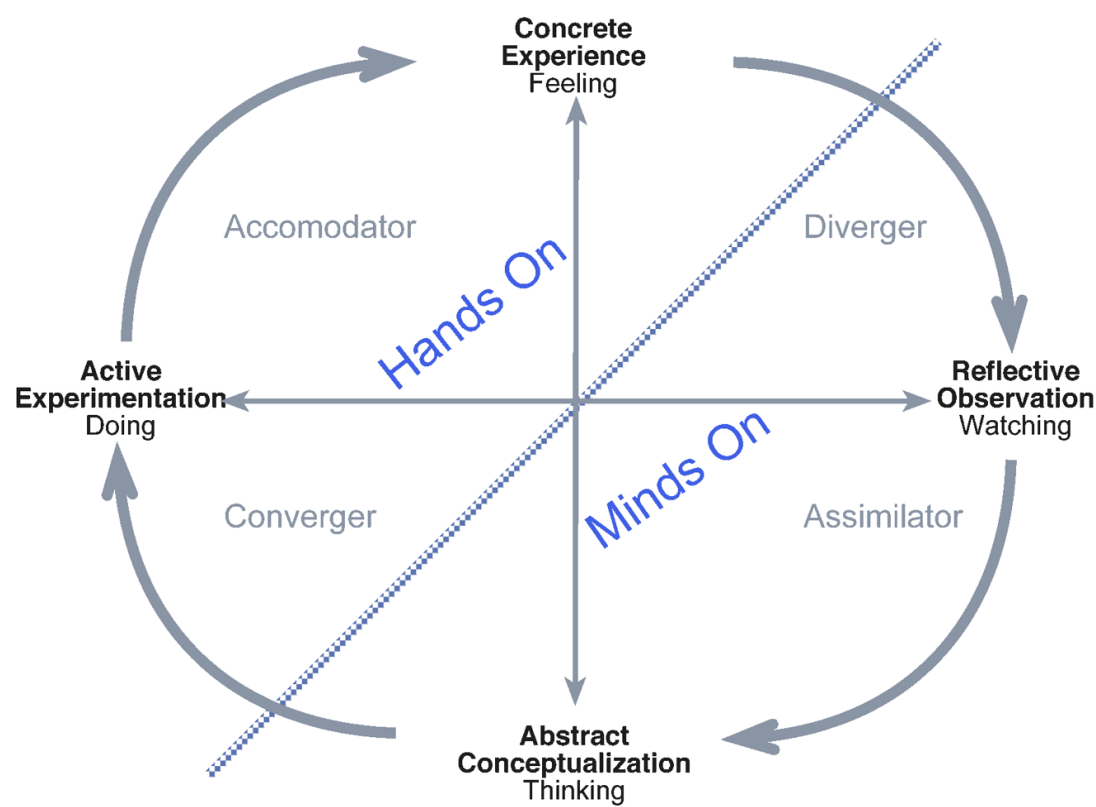 Concrete
Experience
Feeling
Accomodator
Diverger
Hands On
Active
Experimentation
Doing
Reflective
Observation
Watching
Minds On
Converger
Assimilator
Abstract
Conceptualization
Thinking